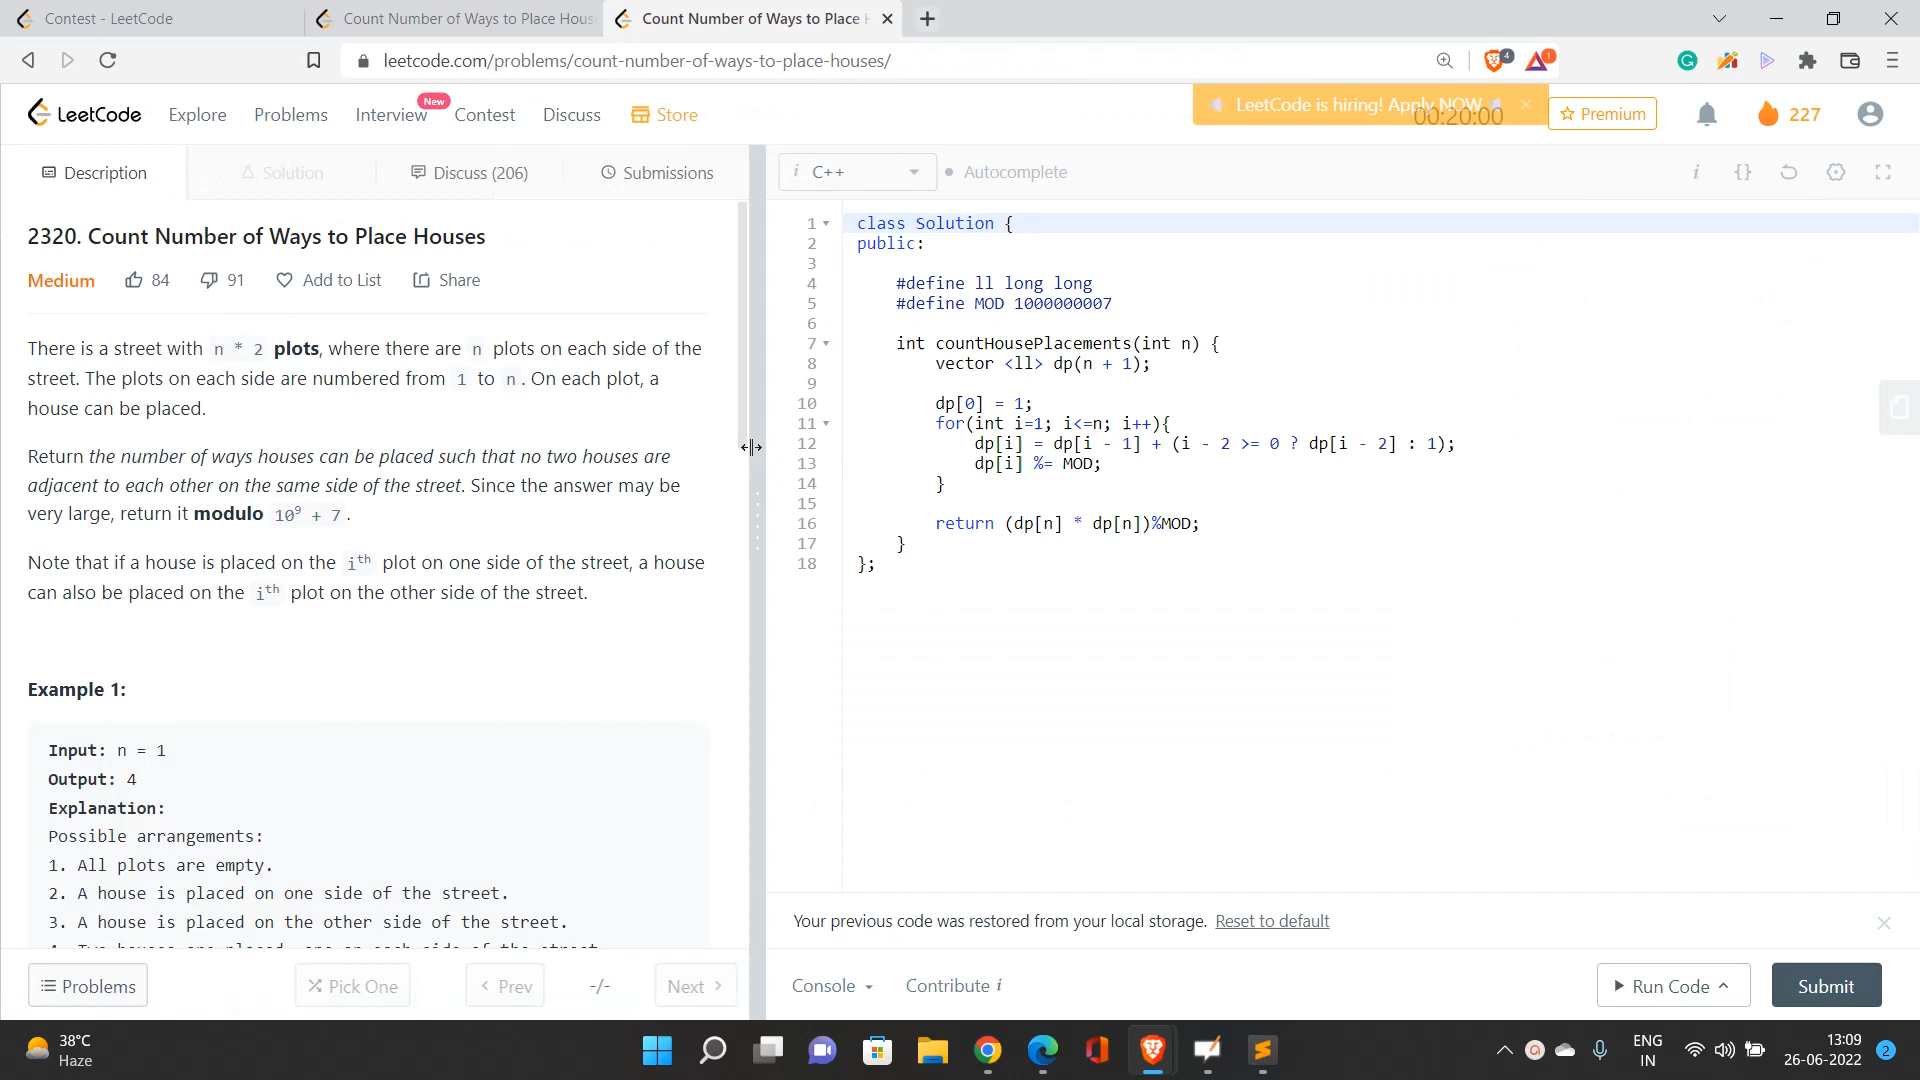 Contest - LeetCode
Count Number of Ways to Place Hous
Count Number of Ways to Place H
leetcode.com/problems/count-number-of-ways-to-place-houses/
4
1
LeetCode
Explore
Problems
Interview
New
Contest
Discuss
Store
LeetCode is hiring! Apply NOW
00:20:00
Premium
227
Description
Solution
Discuss (206)
Submissions
i C++
Autocomplete
2320. Count Number of Ways to Place Houses
Medium
84
91
Add to List
Share
There is a street with n * 2 plots, where there are n plots on each side of the
street. The plots on each side are numbered from 1 to n. On each plot, a
house can be placed.
Return the number of ways houses can be placed such that no two houses are
adjacent to each other on the same side of the street. Since the answer may be
very large, return it modulo 10⁹ + 7.
Note that if a house is placed on the iᵗʰ plot on one side of the street, a house
can also be placed on the iᵗʰ plot on the other side of the street.
Example 1:
Input: n = 1
Output: 4
Explanation:
Possible arrangements:
1. All plots are empty.
2. A house is placed on one side of the street.
3. A house is placed on the other side of the street.
1 class Solution {
2 public:
3
4 #define ll long long
5 #define MOD 1000000007
6
7 int countHousePlacements(int n) {
8 vector <ll> dp(n + 1);
9
10 dp[0] = 1;
11 for(int i=1; i<=n; i++){
12 dp[i] = dp[i - 1] + (i - 2 >= 0 ? dp[i - 2] : 1);
13 dp[i] %= MOD;
14 }
15
16 return (dp[n] * dp[n])%MOD;
17 }
18 };
Your previous code was restored from your local storage. Reset to default
Problems
Pick One
Prev
-/-
Next
Console
Contribute i
Run Code
Submit
38°C
Haze
ENG
IN
13:09
26-06-2022
2